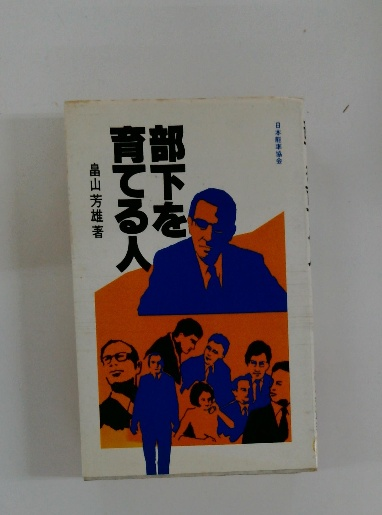 部下を
育てる人
畠山芳雄著
日本能率協会